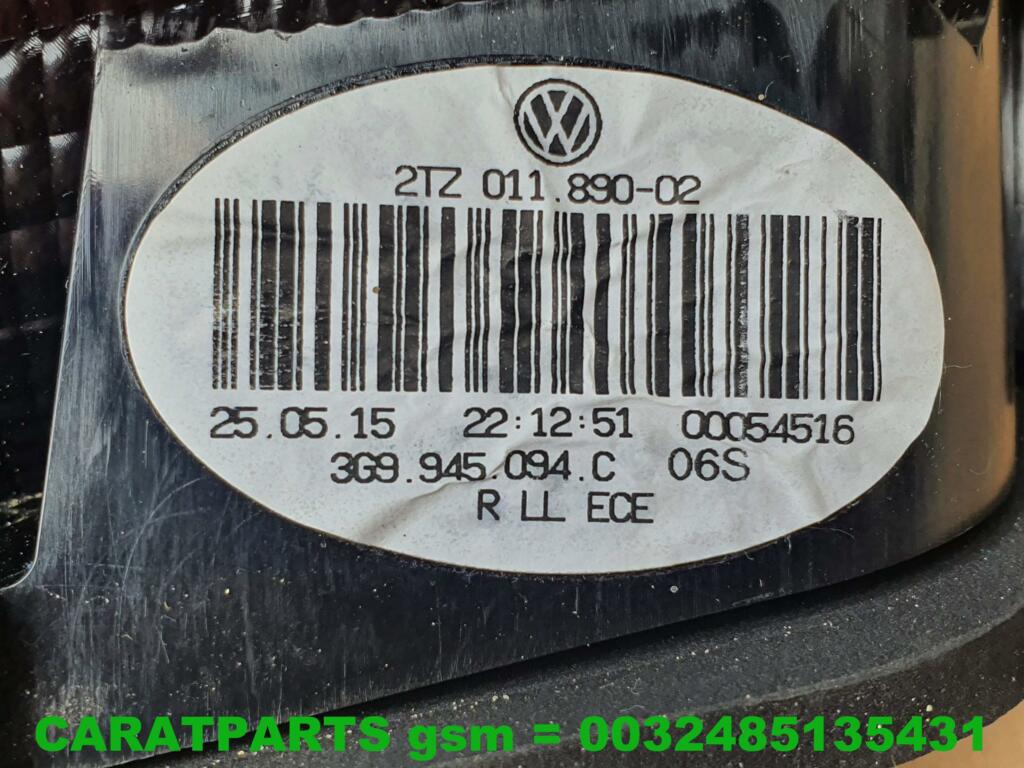 2TZ 011.890-02
25.05.15 22:12:51 00054516
3G9.945.094.C 06S
R LL ECE
CARATPARTS gsm = 0032485135431